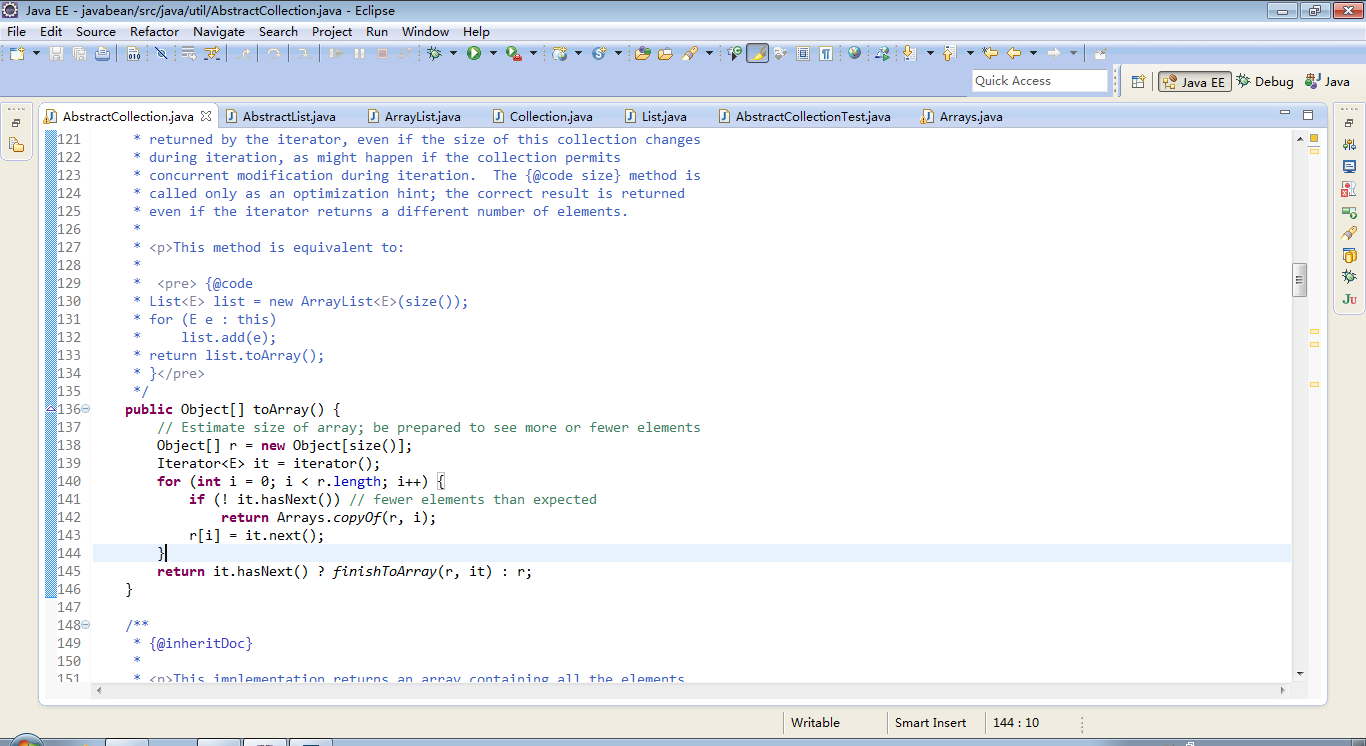 Java EE - javabean/src/java/util/AbstractCollection.java - Eclipse
File Edit Source Refactor Navigate Search Project Run Window Help
Quick Access
Java EE Debug Java
AbstractCollection.java AbstractList.java ArrayList.java Collection.java List.java AbstractCollectionTest.java Arrays.java
121 * returned by the iterator, even if the size of this collection changes
122 * during iteration, as might happen if the collection permits
123 * concurrent modification during iteration.  The {@code size} method is
124 * called only as an optimization hint; the correct result is returned
125 * even if the iterator returns a different number of elements.
126 *
127 * <p>This method is equivalent to:
128 *
129 *  <pre> {@code
130 * List<E> list = new ArrayList<E>(size());
131 * for (E e : this)
132 *     list.add(e);
133 * return list.toArray();
134 * }</pre>
135 */
136 public Object[] toArray() {
137 // Estimate size of array; be prepared to see more or fewer elements
138 Object[] r = new Object[size()];
139 Iterator<E> it = iterator();
140 for (int i = 0; i < r.length; i++) {
141 if (! it.hasNext()) // fewer elements than expected
142 return Arrays.copyOf(r, i);
143 r[i] = it.next();
144 }
145 return it.hasNext() ? finishToArray(r, it) : r;
146 }
147
148 /**
149 * {@inheritDoc}
150 *
151 * <p>This implementation returns an array containing all the elements
Writable Smart Insert 144 : 10